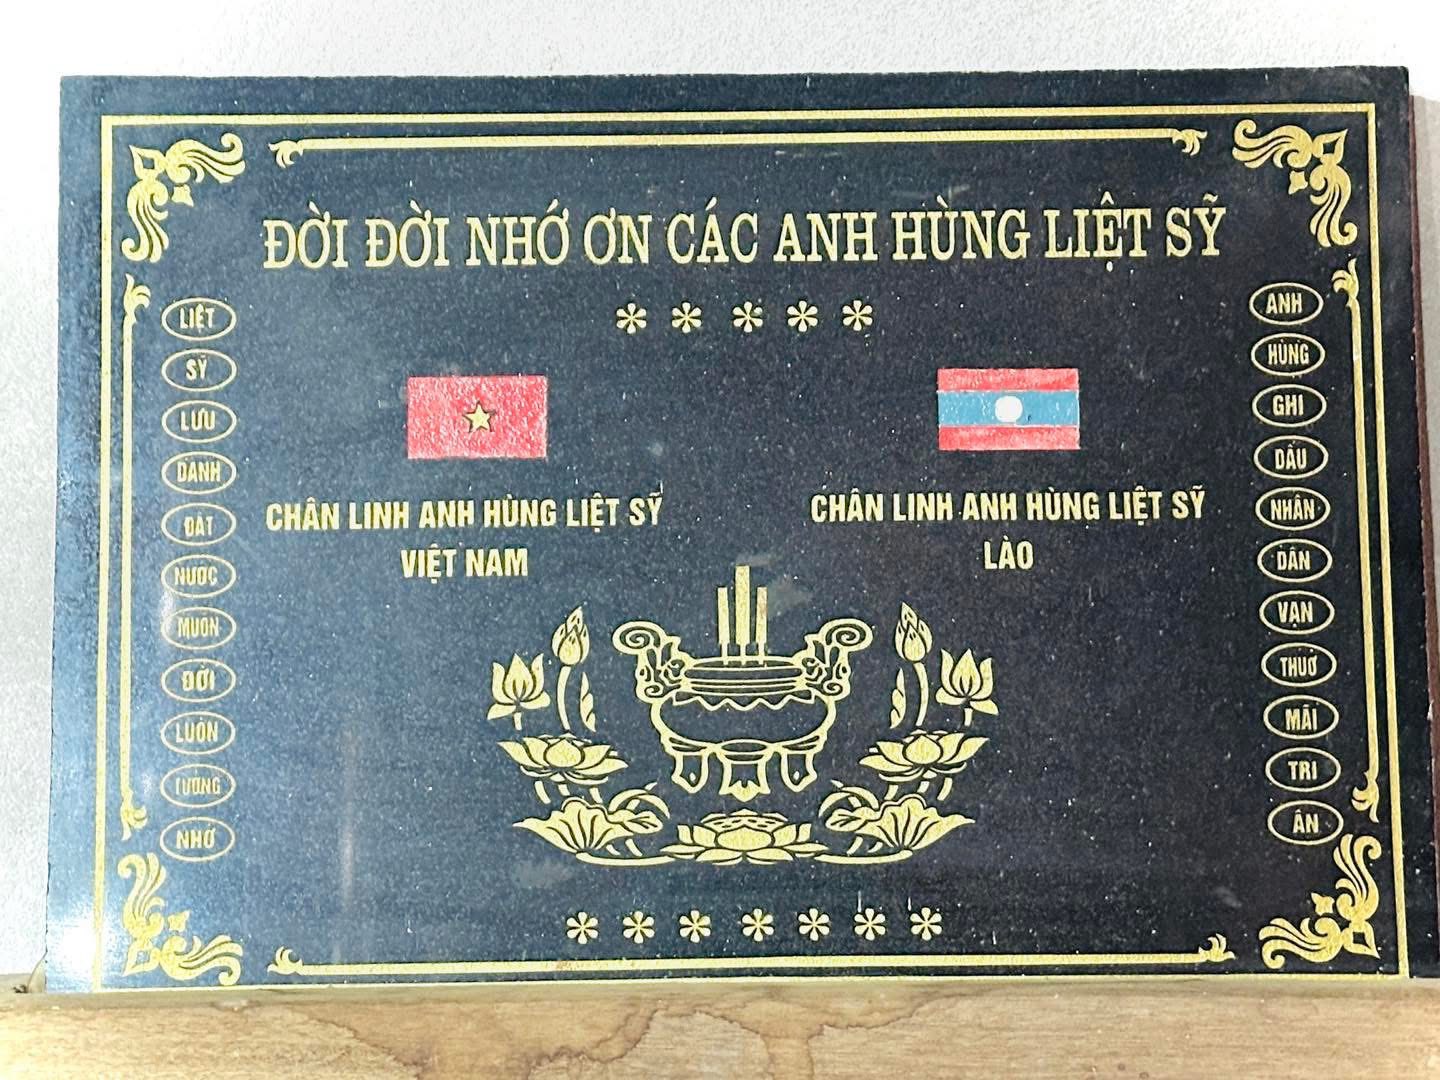 ĐỜI ĐỜI NHỚ ƠN CÁC ANH HÙNG LIỆT SỸ
LIỆT
SỸ
LƯU
DANH
ĐẤT
NƯỚC
MUÔN
ĐỜI
LUÔN
TƯỞNG
NHỚ
CHÂN LINH ANH HÙNG LIỆT SỸ
VIỆT NAM
CHÂN LINH ANH HÙNG LIỆT SỸ
LÀO
ANH
HÙNG
GHI
DẤU
NHÂN
DÂN
VẠN
THUỞ
MÃI
TRI
ÂN